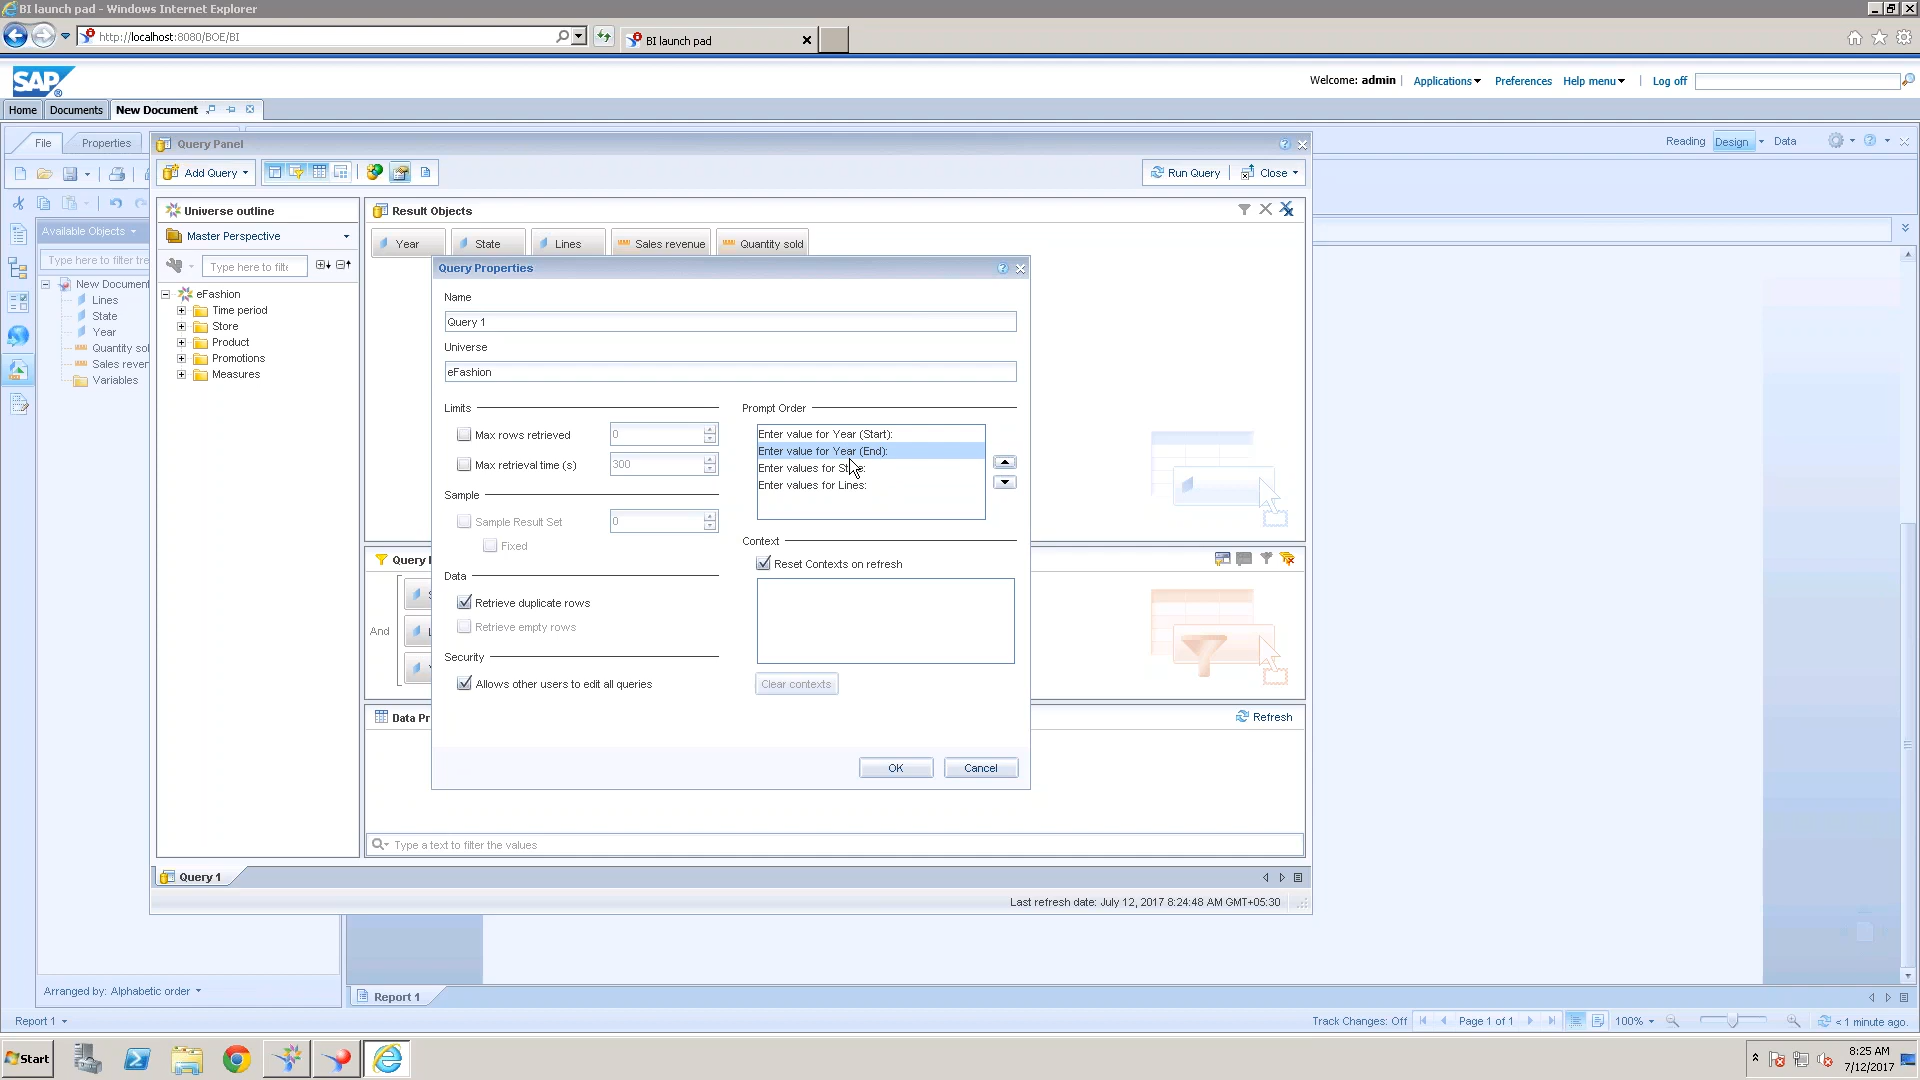 BI launch pad - Windows Internet Explorer
http://localhost:8080/BOE/BI
BI launch pad
SAP
Welcome: admin
Applications
Preferences
Help menu
Log off
Home
Documents
New Document
File
Properties
Reading
Design
Data
Query Panel
Add Query
Run Query
Close
Available Objects
Type here to filter tre
New Document
Lines
State
Year
Quantity sol
Sales rever
Variables
Arranged by: Alphabetic order
Universe outline
Master Perspective
Type here to filte
eFashion
Time period
Store
Product
Promotions
Measures
Result Objects
Year
State
Lines
Sales revenue
Quantity sold
Query Properties
Name
Query 1
Universe
eFashion
Limits
Max rows retrieved
0
Max retrieval time (s)
300
Sample
Sample Result Set
0
Fixed
Data
Retrieve duplicate rows
Retrieve empty rows
Security
Allows other users to edit all queries
Prompt Order
Enter value for Year (Start):
Enter value for Year (End):
Enter values for State:
Enter values for Lines:
Context
Reset Contexts on refresh
Clear contexts
OK
Cancel
Query
And
Data Pr
Refresh
Type a text to filter the values
Query 1
Last refresh date: July 12, 2017 8:24:48 AM GMT+05:30
Report 1
Report 1
Track Changes: Off
Page 1 of 1
100%
< 1 minute ago.
Start
8:25 AM
7/12/2017